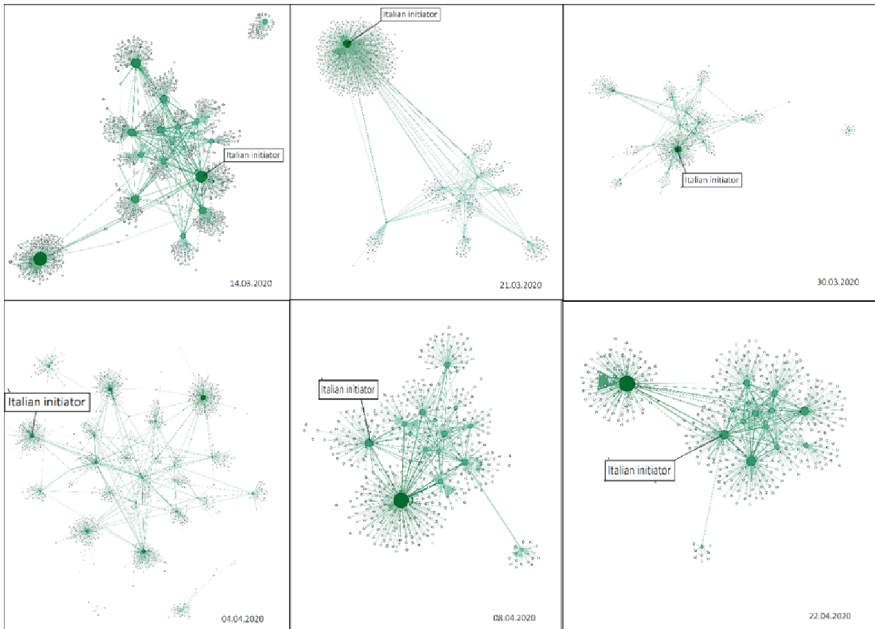 Italian initiator
Italian initiator
Italian initiator
14.03.2020
21.03.2020
30.03.2020
Italian initiator
Italian initiator
Italian initiator
04.04.2020
08.04.2020
22.04.2020